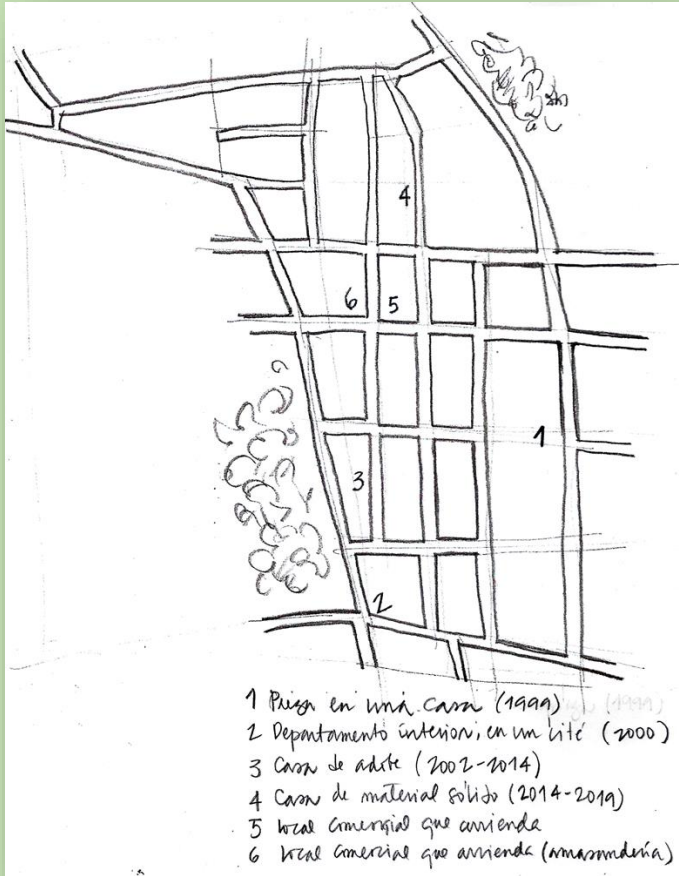 4
6
5
1
3
2
1 Pieza en una casa (1999)
2 Departamento interior, en un cité (2000)
3 Casa de adobe (2002-2014)
4 Casa de material sólido (2014-2019)
5 Local comercial que arrienda
6 Local comercial que arrienda (amasandería)